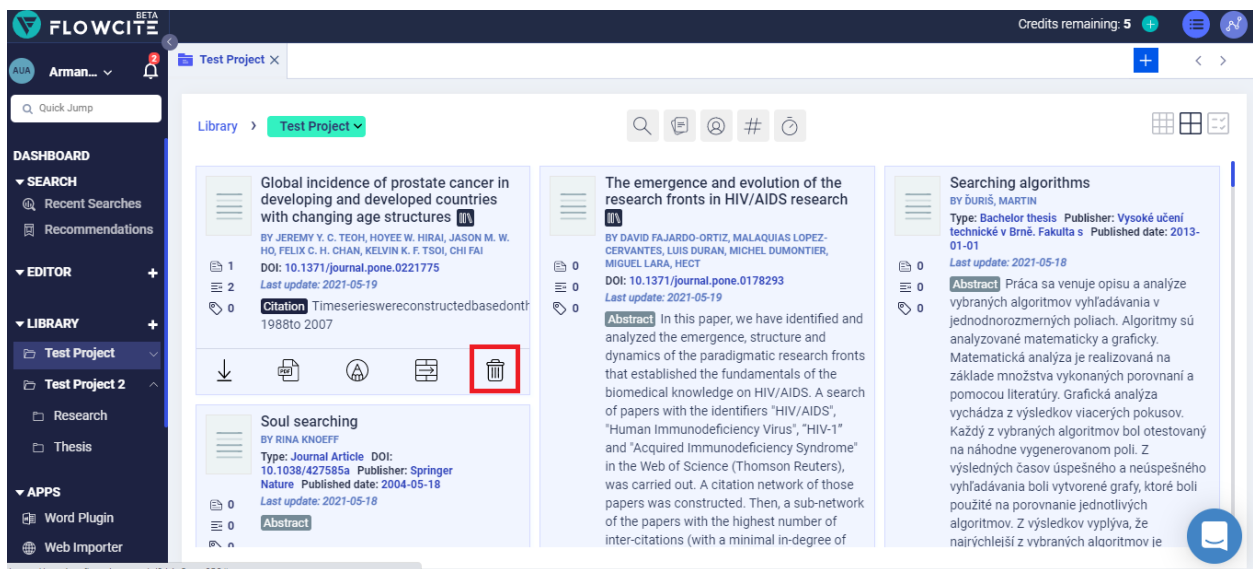 BETA
FLOWCITE
Credits remaining: 5
AUA
Arman...
2
Test Project
Quick Jump
Library
Test Project
DASHBOARD
SEARCH
Recent Searches
Recommendations
EDITOR
LIBRARY
Test Project
Test Project 2
Research
Thesis
APPS
Word Plugin
Web Importer
Global incidence of prostate cancer in
developing and developed countries
with changing age structures
BY JEREMY Y. C. TEOH, HOYEE W. HIRAI, JASON M. W.
HO, FELIX C. H. CHAN, KELVIN K. F. TSOI, CHI FAI
1
DOI: 10.1371/journal.pone.0221775
2
Last update: 2021-05-19
0
Citation Timeserieswereconstructedbasedonth
1988to 2007
PDF
Soul searching
BY RINA KNOEFF
Type: Journal Article DOI:
10.1038/427585a Publisher: Springer
Nature Published date: 2004-05-18
0
Last update: 2021-05-18
0
Abstract
The emergence and evolution of the
research fronts in HIV/AIDS research
BY DAVID FAJARDO-ORTIZ, MALAQUIAS LOPEZ-
CERVANTES, LUIS DURAN, MICHEL DUMONTIER,
MIGUEL LARA, HECT
0
DOI: 10.1371/journal.pone.0178293
0
Last update: 2021-05-19
0
Abstract In this paper, we have identified and
analyzed the emergence, structure and
dynamics of the paradigmatic research fronts
that established the fundamentals of the
biomedical knowledge on HIV/AIDS. A search
of papers with the identifiers "HIV/AIDS",
"Human Immunodeficiency Virus", "HIV-1"
and "Acquired Immunodeficiency Syndrome"
in the Web of Science (Thomson Reuters),
was carried out. A citation network of those
papers was constructed. Then, a sub-network
of the papers with the highest number of
inter-citations (with a minimal in-degree of
Searching algorithms
BY ĎURIŠ, MARTIN
Type: Bachelor thesis Publisher: Vysoké učení
technické v Brně. Fakulta s Published date: 2013-
01-01
0
Last update: 2021-05-18
0
Abstract Práca sa venuje opisu a analýze
0
vybraných algoritmov vyhľadávania v
jednodnorozmerných poliach. Algoritmy sú
analyzované matematicky a graficky.
Matematická analýza je realizovaná na
základe množstva vykonaných porovnaní a
pomocou literatúry. Grafická analýza
vychádza z výsledkov viacerých pokusov.
Každý z vybraných algoritmov bol otestovaný
na náhodne vygenerovanom poli. Z
výsledných časov úspešného a neúspešného
vyhľadávania boli vytvorené grafy, ktoré boli
použité na porovnanie jednotlivých
algoritmov. Z výsledkov vyplýva, že
najrýchlejší z vybraných algoritmov je